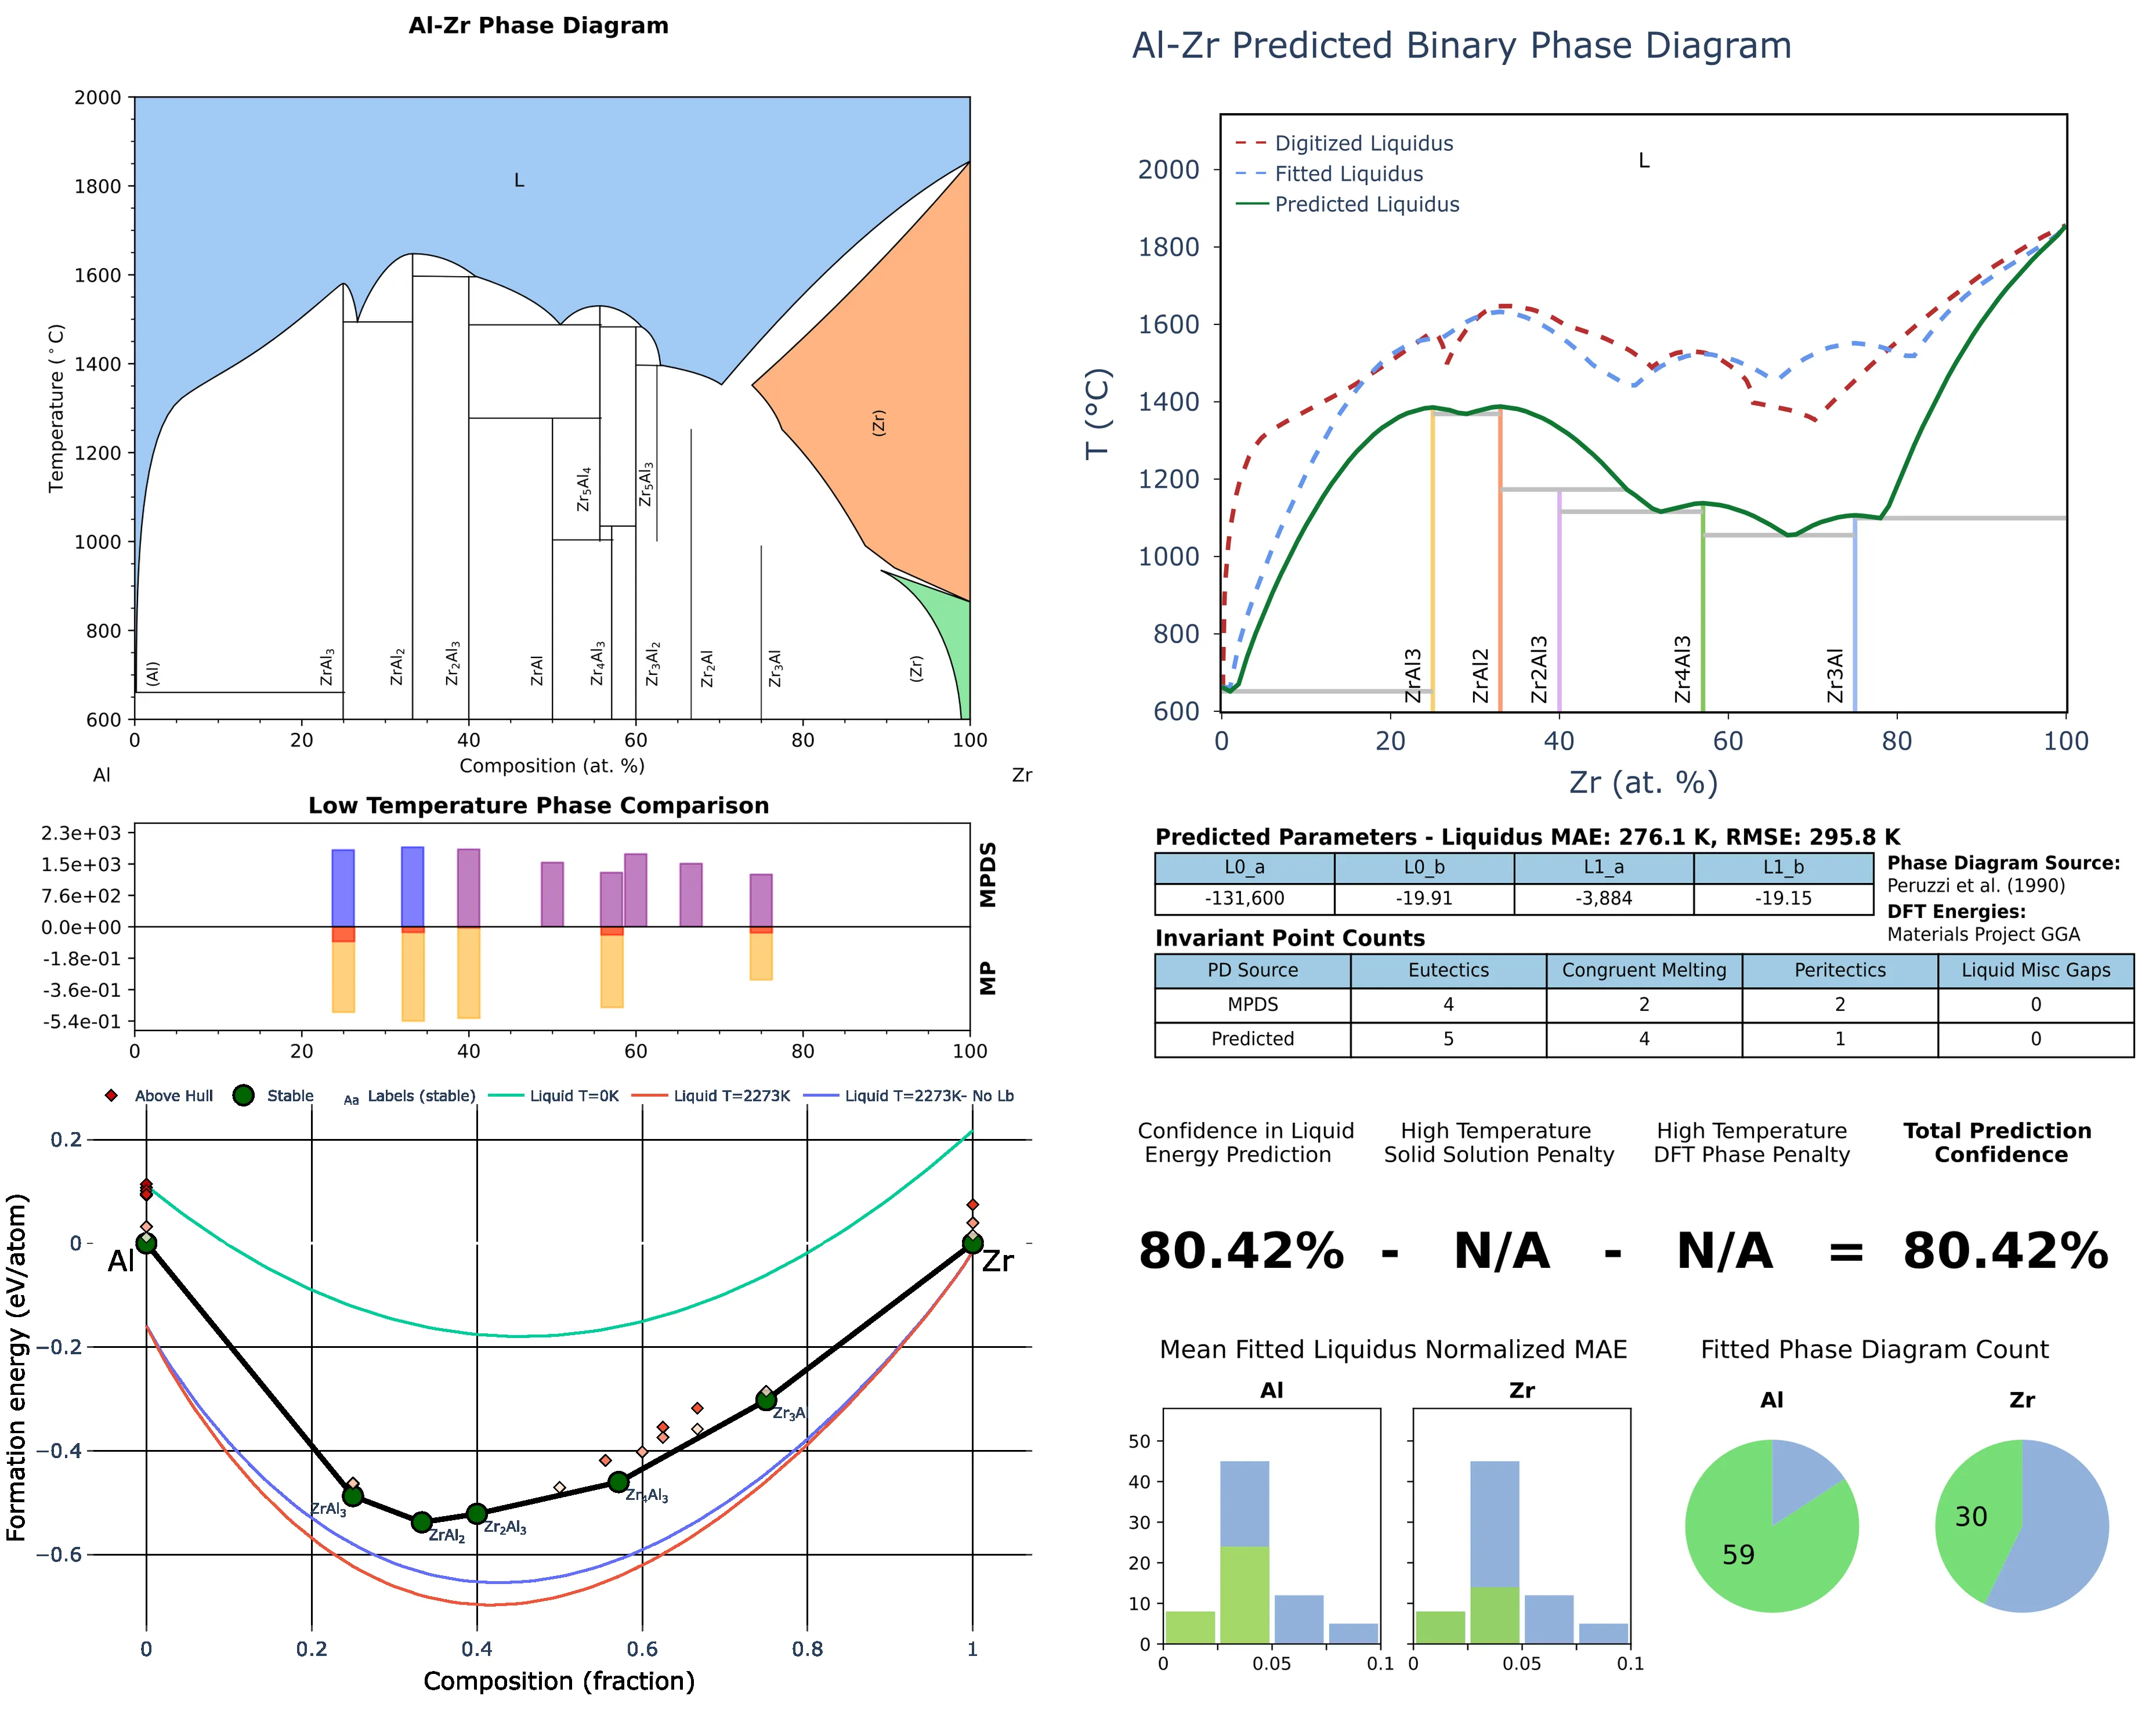 Al-Zr Phase Diagram
2000
1800
1600
1400
1200
1000
800
600
Temperature (°C)
L
(Zr)
Zr5Al4
Zr5Al3
(Al)
ZrAl3
ZrAl2
Zr2Al3
ZrAl
Zr4Al3
Zr3Al2
Zr2Al
Zr3Al
(Zr)
0 20 40 60 80 100
Composition (at. %)
Al Zr
Low Temperature Phase Comparison
2.3e+03
1.5e+03
7.6e+02
0.0e+00
-1.8e-01
-3.6e-01
-5.4e-01
MPDS
MP
0 20 40 60 80 100
Above Hull Stable Aa Labels (stable) Liquid T=0K Liquid T=2273K Liquid T=2273K- No Lb
0.2
0
−0.2
−0.4
−0.6
Formation energy (eV/atom)
Al
Zr
ZrAl3
ZrAl2
Zr2Al3
Zr4Al3
Zr3A
0 0.2 0.4 0.6 0.8 1
Composition (fraction)
Al-Zr Predicted Binary Phase Diagram
Digitized Liquidus
Fitted Liquidus
Predicted Liquidus
L
2000
1800
1600
1400
1200
1000
800
600
T (°C)
ZrAl3
ZrAl2
Zr2Al3
Zr4Al3
Zr3Al
0 20 40 60 80 100
Zr (at. %)
Predicted Parameters - Liquidus MAE: 276.1 K, RMSE: 295.8 K
L0_a L0_b L1_a L1_b
-131,600 -19.91 -3,884 -19.15
Phase Diagram Source:
Peruzzi et al. (1990)
DFT Energies:
Materials Project GGA
Invariant Point Counts
PD Source Eutectics Congruent Melting Peritectics Liquid Misc Gaps
MPDS 4 2 2 0
Predicted 5 4 1 0
Confidence in Liquid
Energy Prediction
High Temperature
Solid Solution Penalty
High Temperature
DFT Phase Penalty
Total Prediction
Confidence
80.42% - N/A - N/A = 80.42%
Mean Fitted Liquidus Normalized MAE
Al
Zr
50
40
30
20
10
0
0 0.05 0.1
0 0.05 0.1
Fitted Phase Diagram Count
Al
Zr
59
30